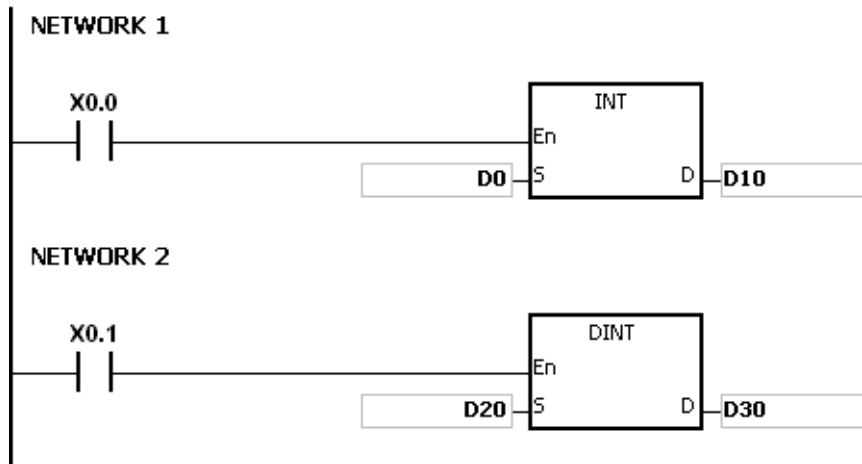 NETWORK 1
X0.0
INT
En
D0 S D D10
NETWORK 2
X0.1
DINT
En
D20 S D D30